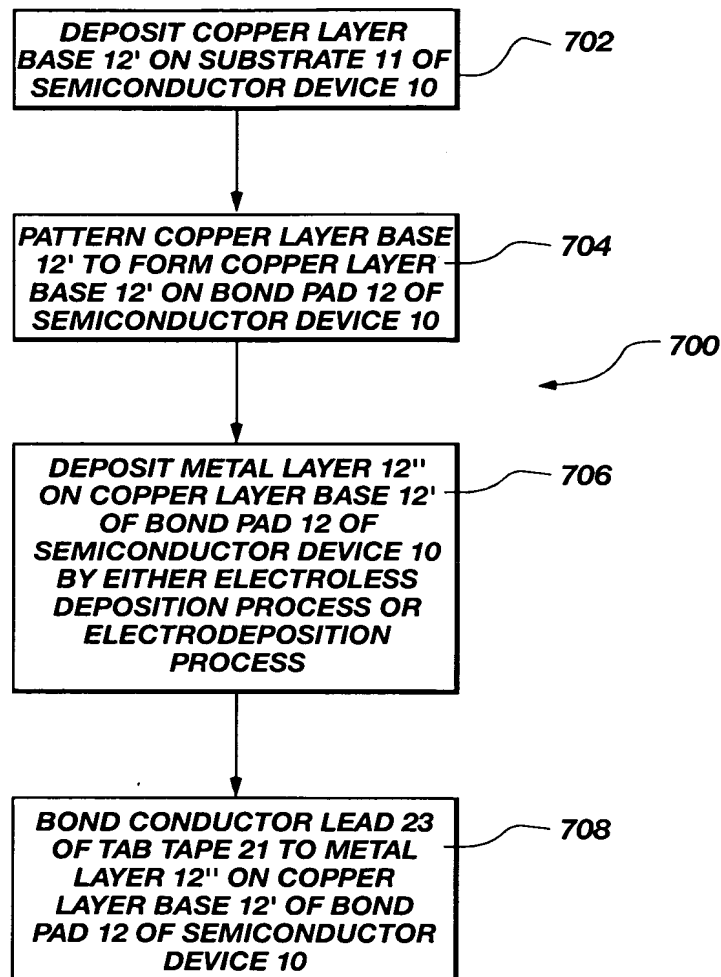 DEPOSIT COPPER LAYER
BASE 12' ON SUBSTRATE 11 OF
SEMICONDUCTOR DEVICE 10
702
PATTERN COPPER LAYER BASE
12' TO FORM COPPER LAYER
BASE 12' ON BOND PAD 12 OF
SEMICONDUCTOR DEVICE 10
704
700
DEPOSIT METAL LAYER 12"
ON COPPER LAYER BASE 12'
OF BOND PAD 12 OF
SEMICONDUCTOR DEVICE 10
BY EITHER ELECTROLESS
DEPOSITION PROCESS OR
ELECTRODEPOSITION
PROCESS
706
BOND CONDUCTOR LEAD 23
OF TAB TAPE 21 TO METAL
LAYER 12" ON COPPER
LAYER BASE 12' OF BOND
PAD 12 OF SEMICONDUCTOR
DEVICE 10
708